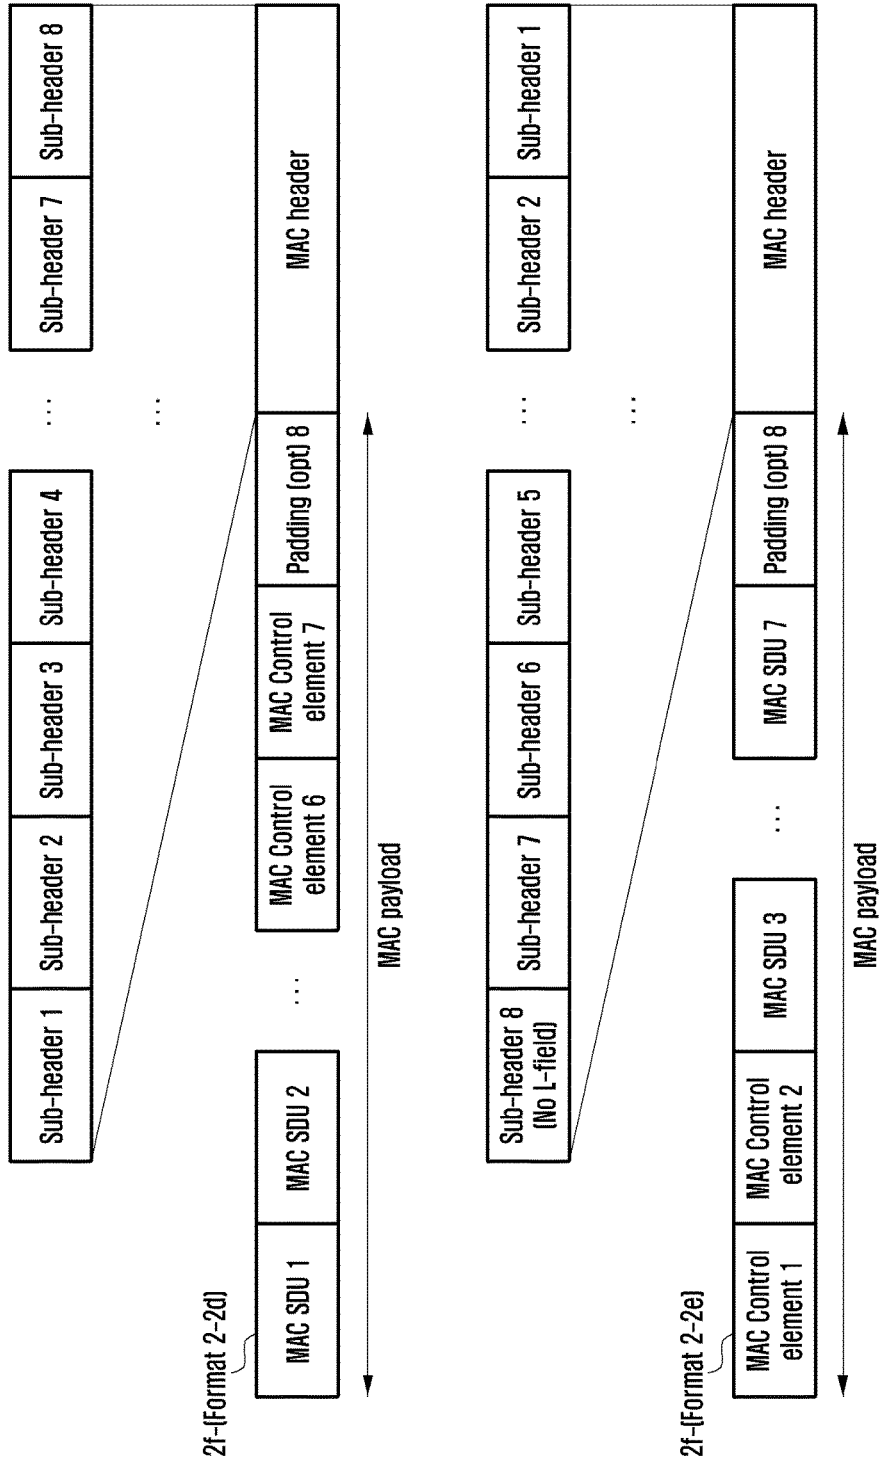 Sub-header 1
Sub-header 2
Sub-header 3
Sub-header 4
...
Sub-header 7
Sub-header 8
...
2f-(Format 2-2d)
MAC SDU 1
MAC SDU 2
...
MAC Control
element 6
MAC Control
element 7
Padding (opt) 8
MAC header
MAC payload
Sub-header 8
(No L-field)
Sub-header 7
Sub-header 6
Sub-header 5
...
Sub-header 2
Sub-header 1
...
2f-(Format 2-2e)
MAC Control
element 1
MAC Control
element 2
MAC SDU 3
...
MAC SDU 7
Padding (opt) 8
MAC header
MAC payload